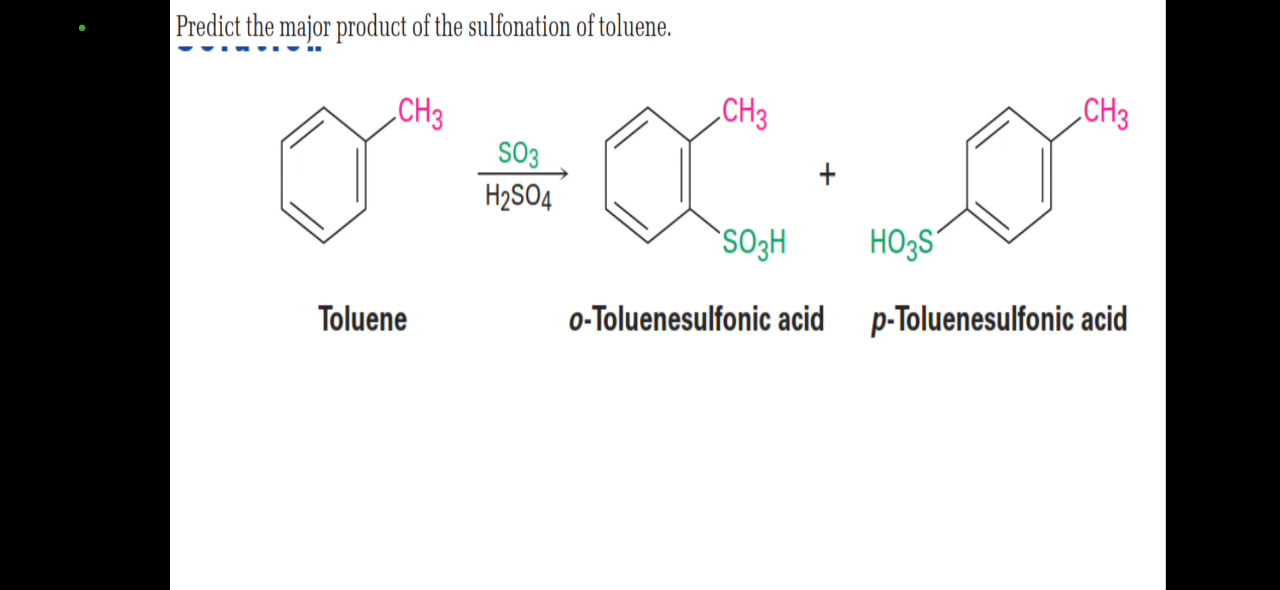 Predict the major product of the sulfonation of toluene.
CH3
SO3
H2SO4
CH3
SO3H
+
CH3
HO3S
Toluene
o-Toluenesulfonic acid
p-Toluenesulfonic acid